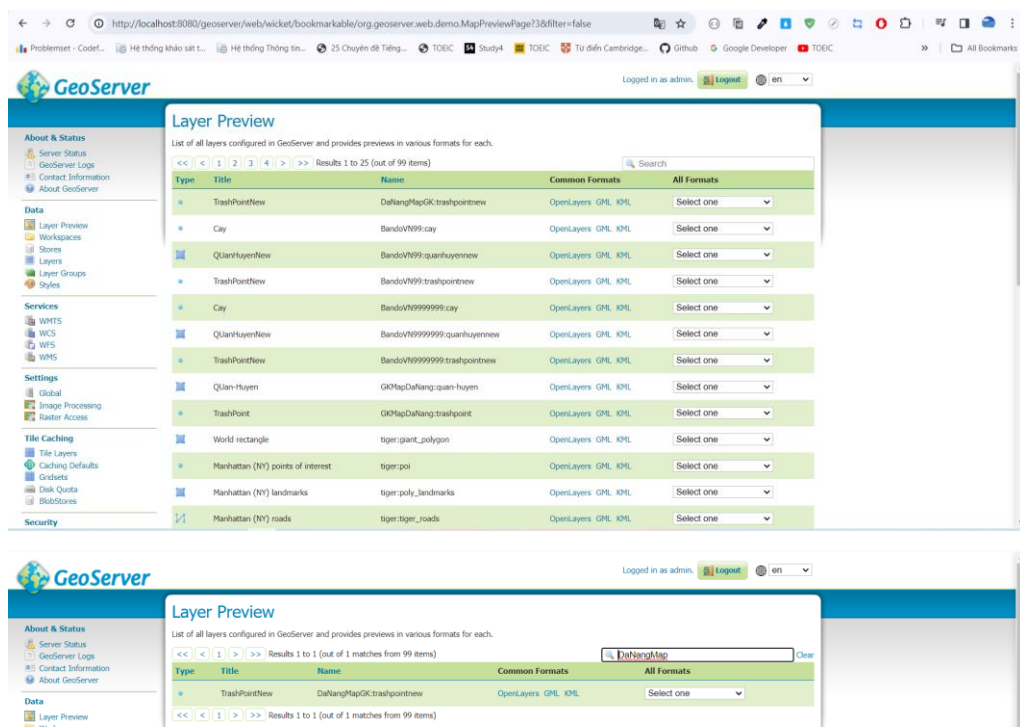 http://localhost:8080/geoserver/web/wicket/bookmarkable/org.geoserver.web.demo.MapPreviewPage?3&filter=false
Problemset - Codef... Hệ thống khảo sát t... Hệ thống Thông tin... 25 Chuyên đề Tiếng... TOEIC Study4 TOEIC Từ điển Cambridge... Github Google Developer TOEIC » All Bookmarks
GeoServer
Logged in as admin. Logout en
About & Status
Server Status
GeoServer Logs
Contact Information
About GeoServer
Data
Layer Preview
Workspaces
Stores
Layers
Layer Groups
Styles
Services
WMTS
WCS
WFS
WMS
Settings
Global
Image Processing
Raster Access
Tile Caching
Tile Layers
Caching Defaults
Gridsets
Disk Quota
BlobStores
Security
Layer Preview
List of all layers configured in GeoServer and provides previews in various formats for each.
<< < 1 2 3 4 > >> Results 1 to 25 (out of 99 items) Search
Type Title Name Common Formats All Formats
TrashPointNew DaNangMapGK:trashpointnew OpenLayers GML KML Select one
Cay BandoVN99:cay OpenLayers GML KML Select one
QUanHuyenNew BandoVN99:quanhuyennew OpenLayers GML KML Select one
TrashPointNew BandoVN99:trashpointnew OpenLayers GML KML Select one
Cay BandoVN9999999:cay OpenLayers GML KML Select one
QUanHuyenNew BandoVN9999999:quanhuyennew OpenLayers GML KML Select one
TrashPointNew BandoVN9999999:trashpointnew OpenLayers GML KML Select one
QUan-Huyen GKMapDaNang:quan-huyen OpenLayers GML KML Select one
TrashPoint GKMapDaNang:trashpoint OpenLayers GML KML Select one
World rectangle tiger:giant_polygon OpenLayers GML KML Select one
Manhattan (NY) points of interest tiger:poi OpenLayers GML KML Select one
Manhattan (NY) landmarks tiger:poly_landmarks OpenLayers GML KML Select one
Manhattan (NY) roads tiger:tiger_roads OpenLayers GML KML Select one
GeoServer
Logged in as admin. Logout en
About & Status
Server Status
GeoServer Logs
Contact Information
About GeoServer
Data
Layer Preview
Layer Preview
List of all layers configured in GeoServer and provides previews in various formats for each.
<< < 1 > >> Results 1 to 1 (out of 1 matches from 99 items) DaNangMap Clear
Type Title Name Common Formats All Formats
TrashPointNew DaNangMapGK:trashpointnew OpenLayers GML KML Select one
<< < 1 > >> Results 1 to 1 (out of 1 matches from 99 items)